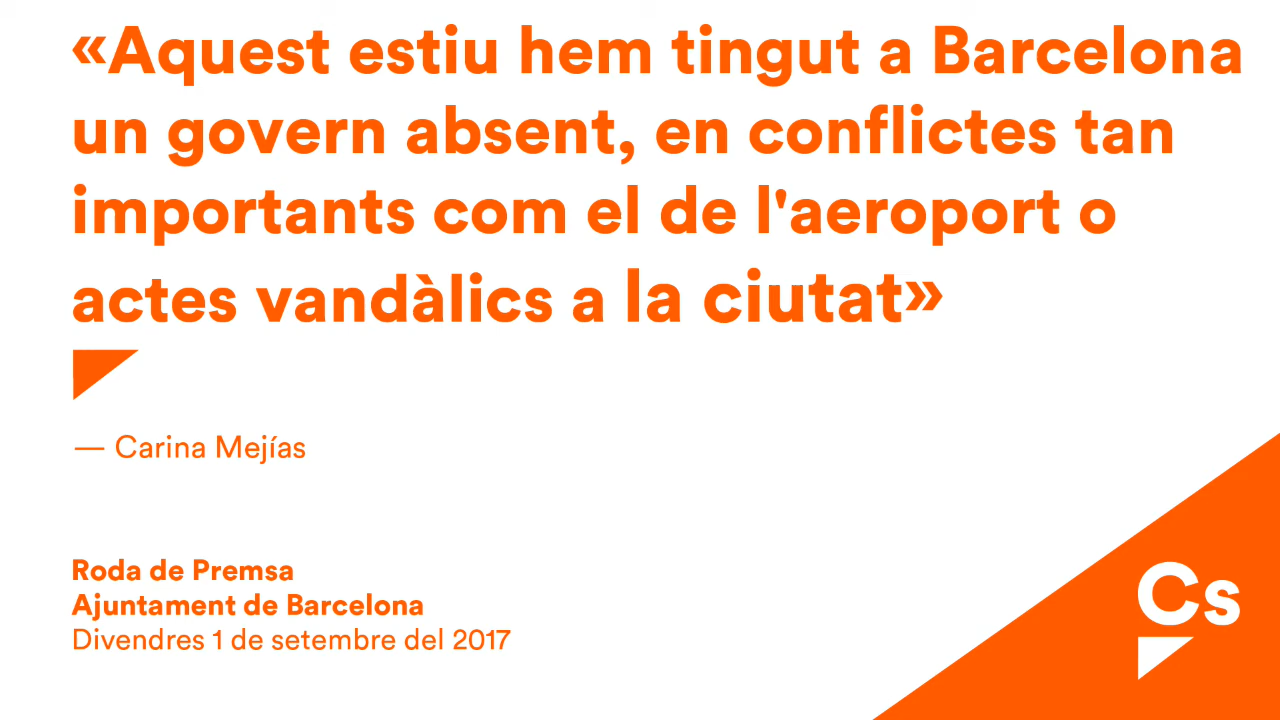 «Aquest estiu hem tingut a Barcelona
un govern absent, en conflictes tan
importants com el de l'aeroport o
actes vandàlics a la ciutat»
— Carina Mejías
Roda de Premsa
Ajuntament de Barcelona
Divendres 1 de setembre del 2017
Cs